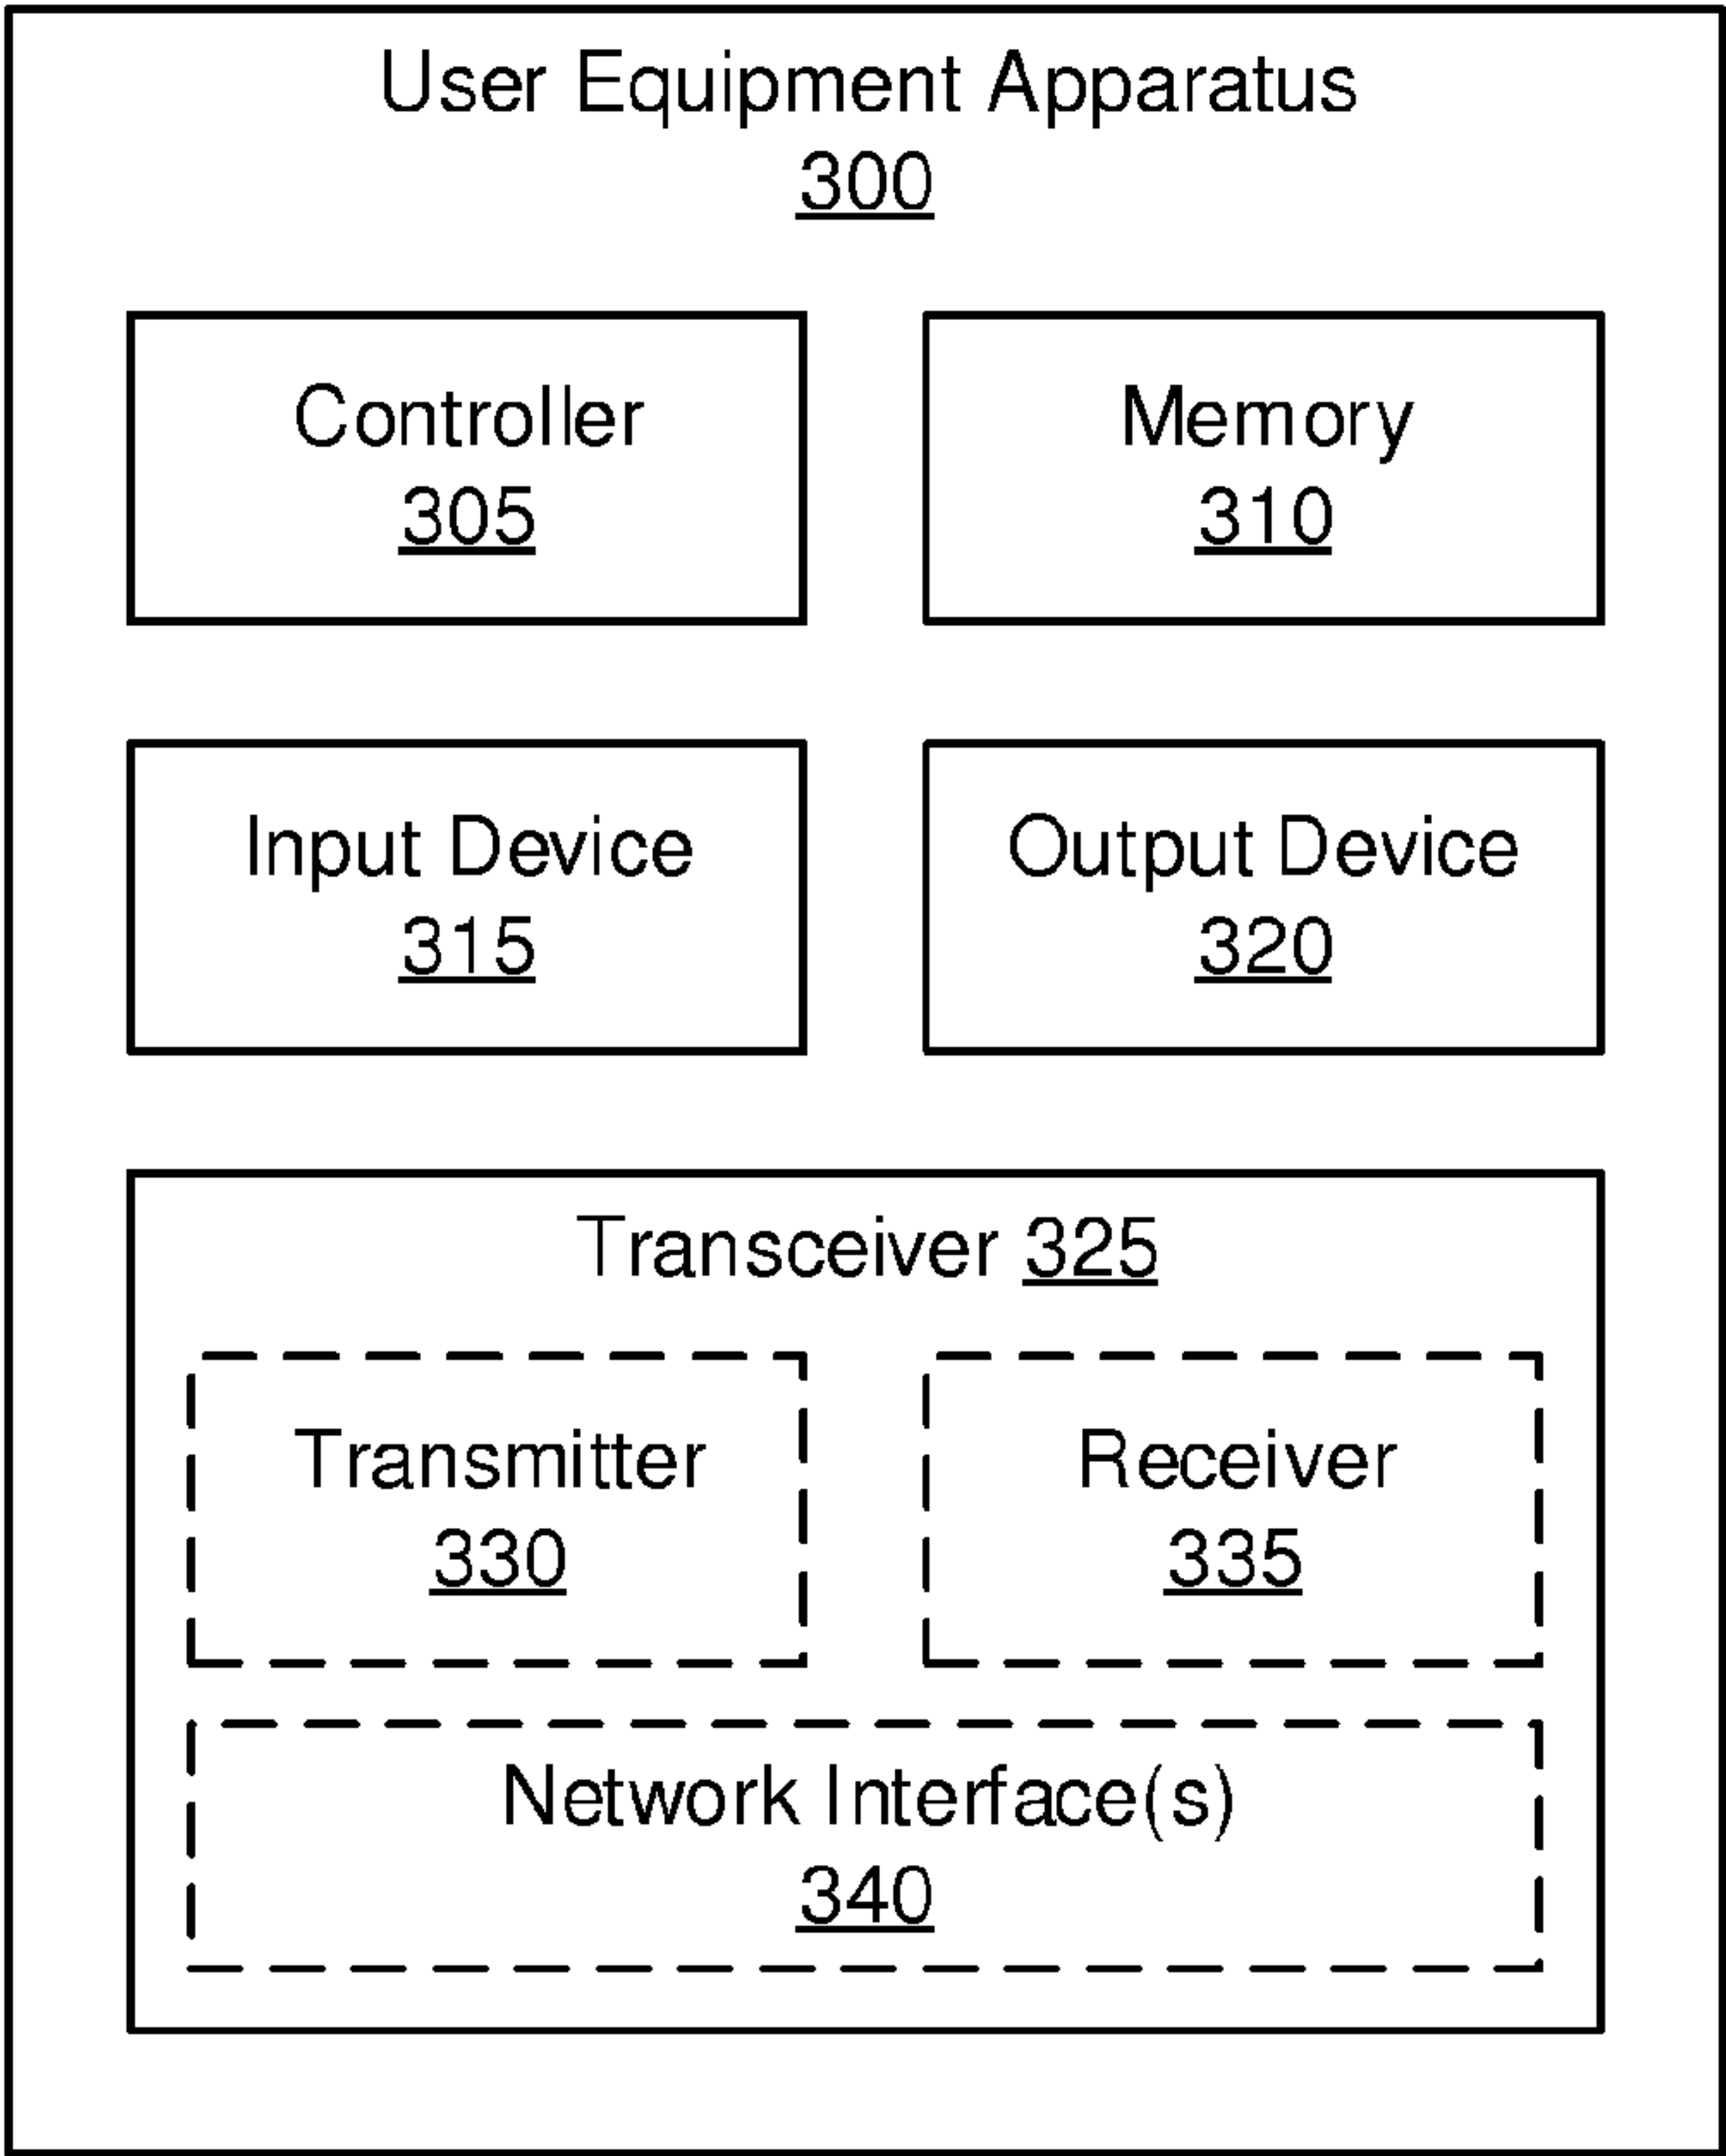 User Equipment Apparatus
300
Controller
305
Memory
310
Input Device
315
Output Device
320
Transceiver 325
Transmitter
330
Receiver
335
Network Interface(s)
340